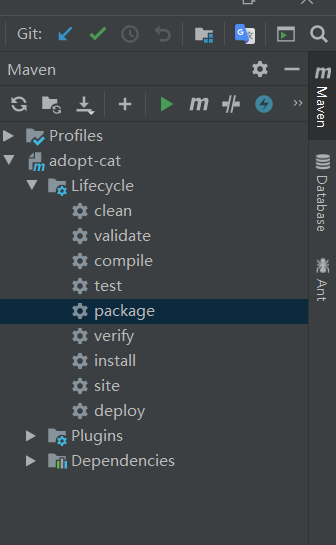 Git:
Maven
Profiles
adopt-cat
Lifecycle
clean
validate
compile
test
package
verify
install
site
deploy
Plugins
Dependencies
Maven
Database
Ant